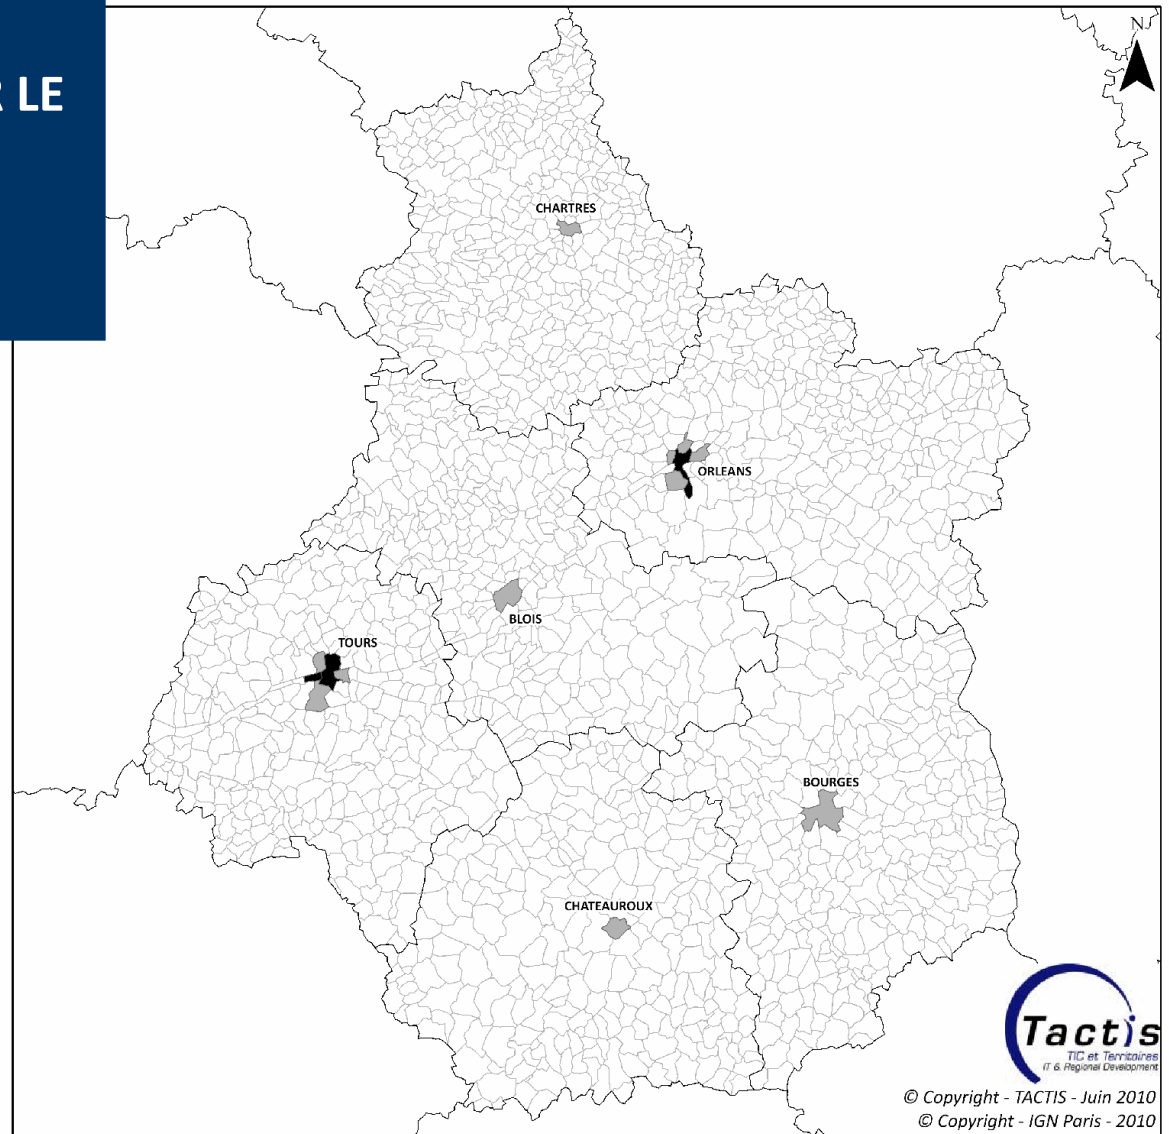 R LE
N
CHARTRES
ORLEANS
BLOIS
TOURS
BOURGES
CHATEAUROUX
Tactis
TIC et Territoires
IT & Regional Development
© Copyright - TACTIS - Juin 2010
© Copyright - IGN Paris - 2010